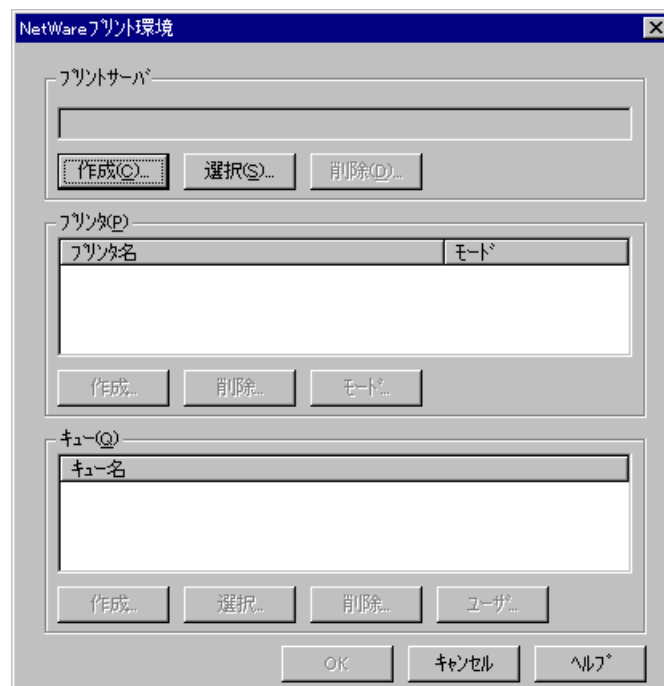 NetWareﾌﾟﾘﾝﾄ環境
ﾌﾟﾘﾝﾄｻｰﾊﾞ
作成(C)... 選択(S)... 削除(D)...
ﾌﾟﾘﾝﾀ(P)
ﾌﾟﾘﾝﾀ名 ﾓｰﾄﾞ
作成... 削除... ﾓｰﾄﾞ...
ｷｭｰ(Q)
ｷｭｰ名
作成... 選択... 削除... ﾕｰｻﾞ...
OK ｷｬﾝｾﾙ ﾍﾙﾌﾟ